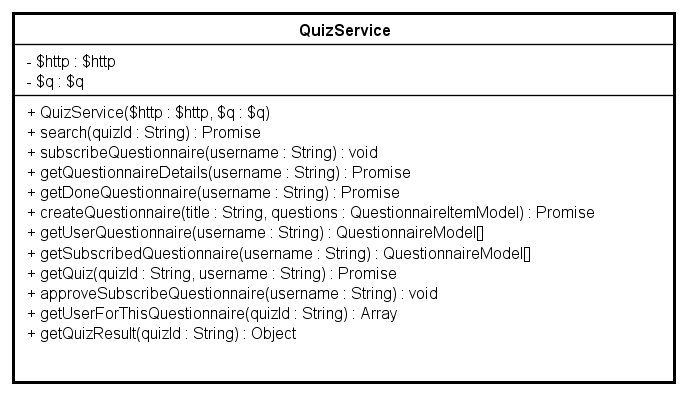 QuizService
- $http : $http
- $q : $q
+ QuizService($http : $http, $q : $q)
+ search(quizId : String) : Promise
+ subscribeQuestionnaire(username : String) : void
+ getQuestionnaireDetails(username : String) : Promise
+ getDoneQuestionnaire(username : String) : Promise
+ createQuestionnaire(title : String, questions : QuestionnaireItemModel) : Promise
+ getUserQuestionnaire(username : String) : QuestionnaireModel[]
+ getSubscribedQuestionnaire(username : String) : QuestionnaireModel[]
+ getQuiz(quizId : String, username : String) : Promise
+ approveSubscribeQuestionnaire(username : String) : void
+ getUserForThisQuestionnaire(quizId : String) : Array
+ getQuizResult(quizId : String) : Object